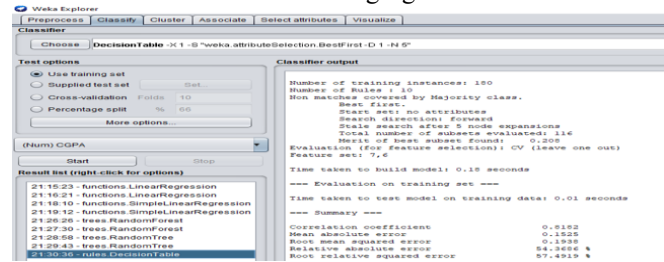 Weka Explorer
Preprocess Classify Cluster Associate Select attributes Visualize
Classifier
Choose DecisionTable -X 1 -S "weka.attributeSelection.BestFirst -D 1 -N 5"
Test options
Use training set
Supplied test set Set...
Cross-validation Folds 10
Percentage split % 66
More options...
(Num) CGPA
Start Stop
Result list (right-click for options)
21:15:23 - functions.LinearRegression
21:16:21 - functions.LinearRegression
21:18:10 - functions.SimpleLinearRegression
21:19:12 - functions.SimpleLinearRegression
21:26:26 - trees.RandomForest
21:27:30 - trees.RandomForest
21:28:58 - trees.RandomTree
21:29:43 - trees.RandomTree
21:30:36 - rules.DecisionTable
Classifier output
Number of training instances: 180
Number of Rules : 10
Non matches covered by Majority class.
Best first.
Start set: no attributes
Search direction: forward
Stale search after 5 node expansions
Total number of subsets evaluated: 116
Merit of best subset found: 0.208
Evaluation (for feature selection): CV (leave one out)
Feature set: 7,6
Time taken to build model: 0.18 seconds
=== Evaluation on training set ===
Time taken to test model on training data: 0.01 seconds
=== Summary ===
Correlation coefficient 0.8182
Mean absolute error 0.1525
Root mean squared error 0.1938
Relative absolute error 54.3686 %
Root relative squared error 57.4919 %